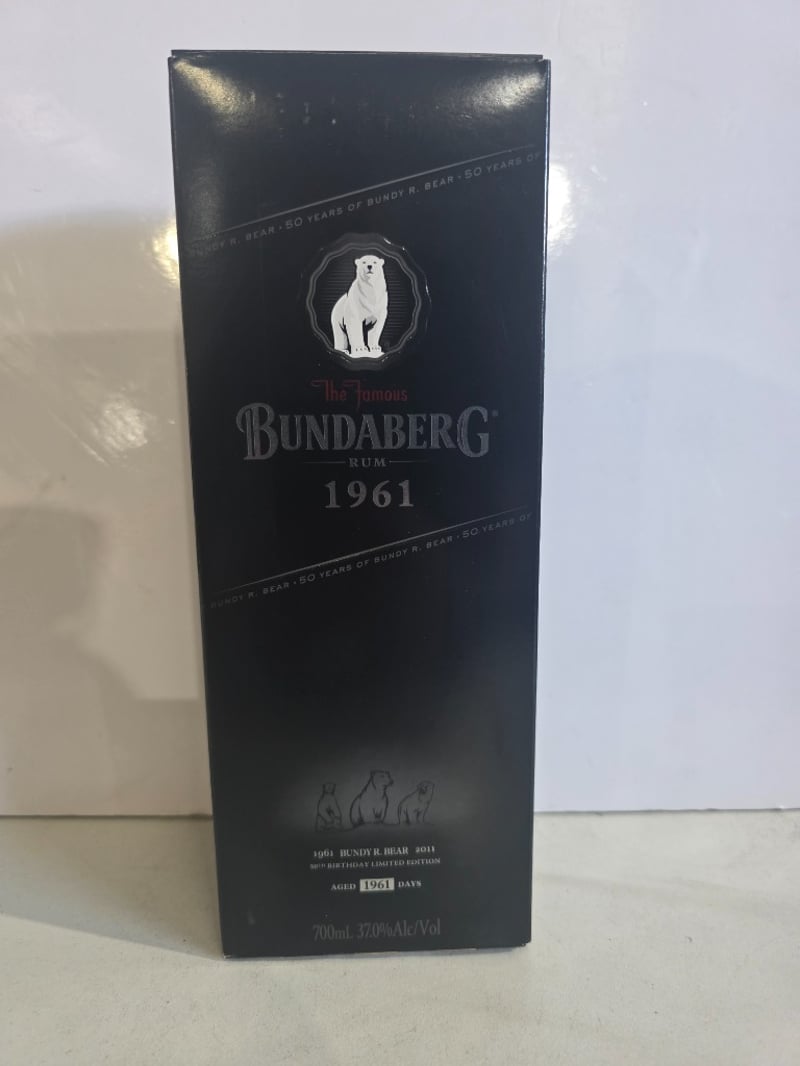 UNDY R. BEAR · 50 YEARS OF BUNDY R. BEAR · 50 YEARS OF
The Famous
BUNDABERG®
RUM
1961
BUNDY R. BEAR · 50 YEARS OF BUNDY R. BEAR · 50 YEARS OF
1961 BUNDY R. BEAR 2011
50TH BIRTHDAY LIMITED EDITION
AGED 1961 DAYS
700mL 37.0%Alc/Vol